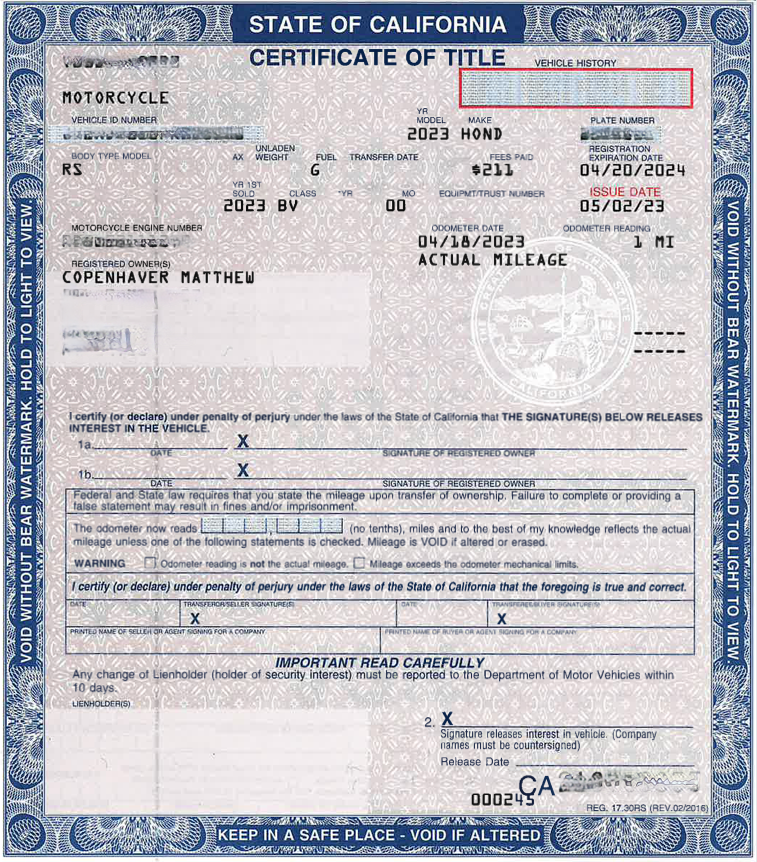 STATE OF CALIFORNIA
CERTIFICATE OF TITLE
VEHICLE HISTORY
MOTORCYCLE
VEHICLE ID NUMBER
YR MODEL MAKE PLATE NUMBER
2023 HOND
BODY TYPE MODEL AX UNLADEN WEIGHT FUEL TRANSFER DATE FEES PAID REGISTRATION EXPIRATION DATE
RS G $211 04/20/2024
YR 1ST SOLD CLASS *YR MO EQUIPMT/TRUST NUMBER ISSUE DATE
2023 BV 00 05/02/23
MOTORCYCLE ENGINE NUMBER ODOMETER DATE ODOMETER READING
04/18/2023 1 MI
ACTUAL MILEAGE
REGISTERED OWNER(S)
COPENHAVER MATTHEW
I certify (or declare) under penalty of perjury under the laws of the State of California that THE SIGNATURE(S) BELOW RELEASES
INTEREST IN THE VEHICLE.
1a. X
DATE SIGNATURE OF REGISTERED OWNER
1b. X
DATE SIGNATURE OF REGISTERED OWNER
Federal and State law requires that you state the mileage upon transfer of ownership. Failure to complete or providing a
false statement may result in fines and/or imprisonment.
The odometer now reads , (no tenths), miles and to the best of my knowledge reflects the actual
mileage unless one of the following statements is checked. Mileage is VOID if altered or erased.
WARNING Odometer reading is not the actual mileage. Mileage exceeds the odometer mechanical limits.
I certify (or declare) under penalty of perjury under the laws of the State of California that the foregoing is true and correct.
DATE TRANSFEROR/SELLER SIGNATURE(S) DATE TRANSFEREE/BUYER SIGNATURE(S)
X X
PRINTED NAME OF SELLER OR AGENT SIGNING FOR A COMPANY PRINTED NAME OF BUYER OR AGENT SIGNING FOR A COMPANY
IMPORTANT READ CAREFULLY
Any change of Lienholder (holder of security interest) must be reported to the Department of Motor Vehicles within
10 days.
LIENHOLDER(S)
2. X
Signature releases interest in vehicle. (Company
names must be countersigned)
Release Date
CA
000245
REG. 17.30RS (REV.02/2016)
KEEP IN A SAFE PLACE - VOID IF ALTERED
VOID WITHOUT BEAR WATERMARK. HOLD TO LIGHT TO VIEW.
VOID WITHOUT BEAR WATERMARK. HOLD TO LIGHT TO VIEW.